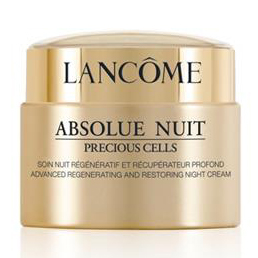 LANCÔME
ABSOLUE NUIT
PRECIOUS CELLS
SOIN NUIT RÉGÉNÉRATIF ET RÉCUPÉRATEUR PROFOND
ADVANCED REGENERATING AND RESTORING NIGHT CREAM